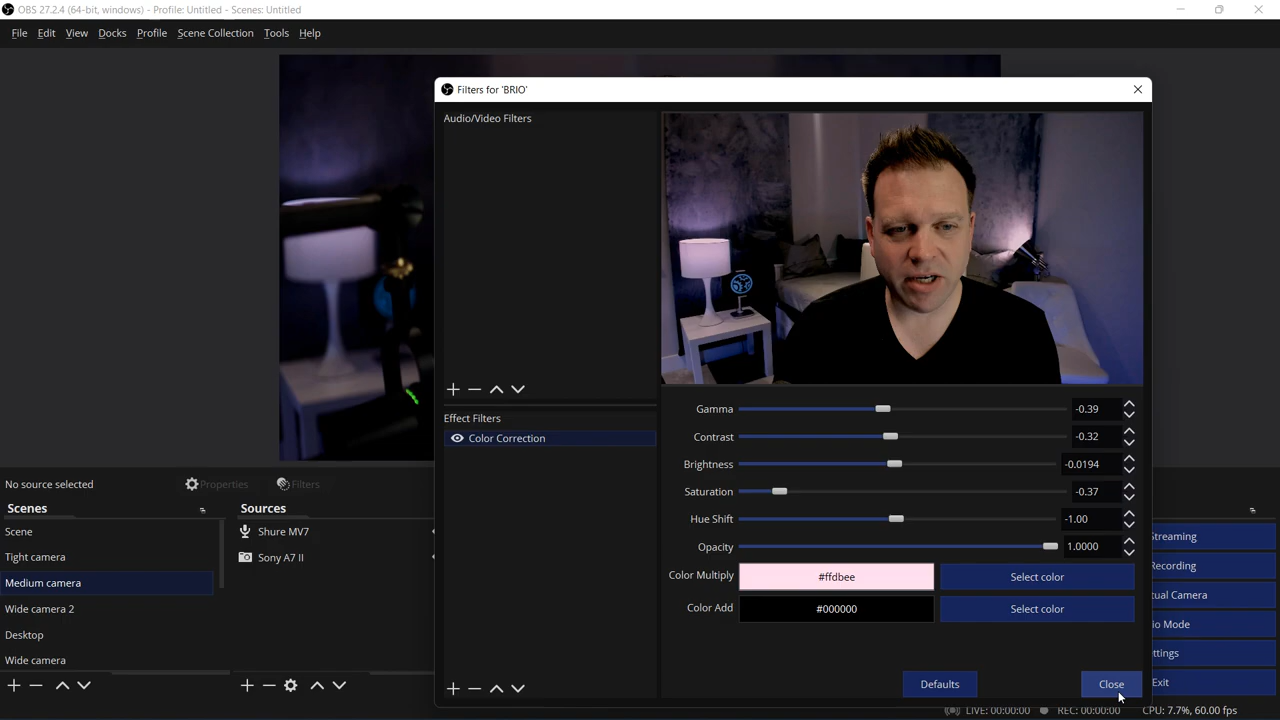 OBS 27.2.4 (64-bit, windows) - Profile: Untitled - Scenes: Untitled
File Edit View Docks Profile Scene Collection Tools Help
Filters for 'BRIO'
Audio/Video Filters
Effect Filters
Color Correction
Gamma -0.39
Contrast -0.32
Brightness -0.0194
Saturation -0.37
Hue Shift -1.00
Opacity 1.0000
Color Multiply #ffdbee Select color
Color Add #000000 Select color
Defaults Close
No source selected Properties Filters
Scenes
Scene
Tight camera
Medium camera
Wide camera 2
Desktop
Wide camera
Sources
Shure MV7
Sony A7 II
Streaming
Recording
tual Camera
io Mode
ttings
Exit
LIVE: 00:00:00 REC: 00:00:00 CPU: 7.7%, 60.00 fps